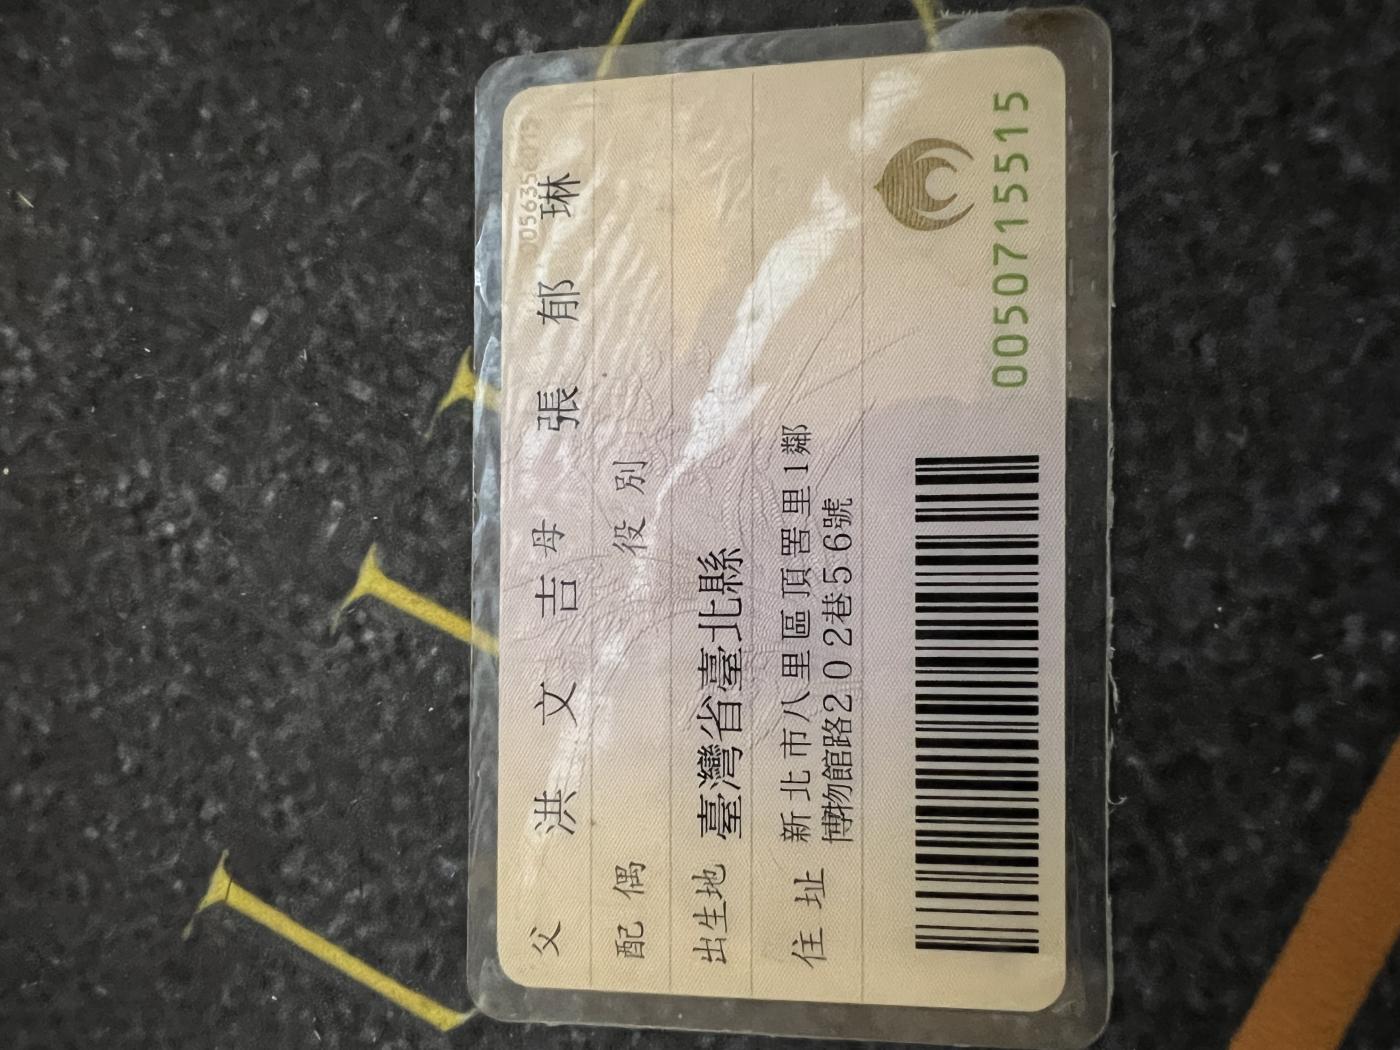 0056358015
父 洪文吉 母 張郁琳
配偶 役別
出生地 臺灣省臺北縣
住址 新北市八里區頂罟里1鄰
博物館路202巷56號
0050715515